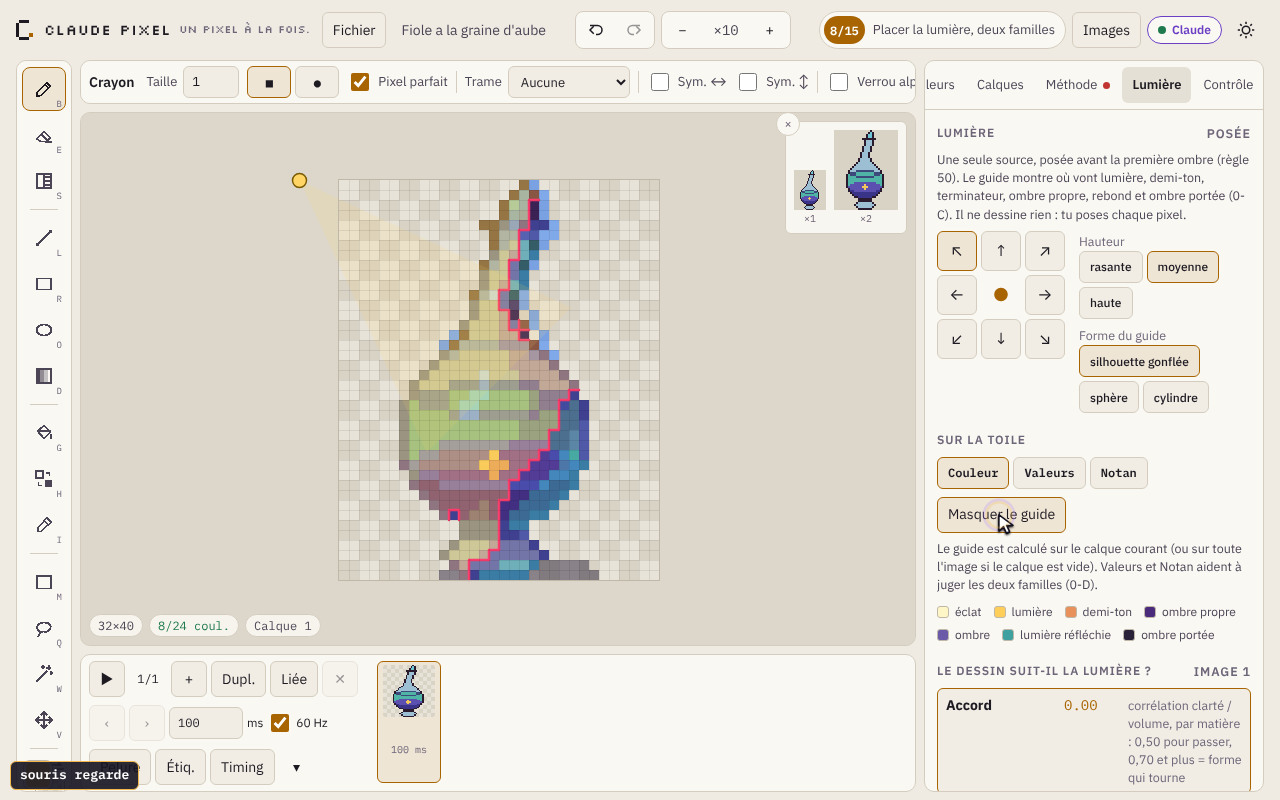 CLAUDE PIXEL UN PIXEL À LA FOIS. Fichier Fiole a la graine d'aube − ×10 + 8/15 Placer la lumière, deux familles Images Claude
Crayon Taille 1 Pixel parfait Trame Aucune Sym. ↔ Sym. ↕ Verrou alp
leurs Calques Méthode Lumière Contrôle
B
E
S
L
R
O
D
G
H
I
M
Q
W
V
×
×1 ×2
LUMIÈRE POSÉE
Une seule source, posée avant la première ombre (règle
50). Le guide montre où vont lumière, demi-ton,
terminateur, ombre propre, rebond et ombre portée (0-
C). Il ne dessine rien : tu poses chaque pixel.
↖ ↑ ↗
← →
↙ ↓ ↘
Hauteur
rasante moyenne
haute
Forme du guide
silhouette gonflée
sphère cylindre
SUR LA TOILE
Couleur Valeurs Notan
Masquer le guide
Le guide est calculé sur le calque courant (ou sur toute
l'image si le calque est vide). Valeurs et Notan aident à
juger les deux familles (0-D).
éclat lumière demi-ton ombre propre
ombre lumière réfléchie ombre portée
LE DESSIN SUIT-IL LA LUMIÈRE ? IMAGE 1
Accord 0.00 corrélation clarté /
volume, par matière
: 0,50 pour passer,
0,70 et plus = forme
qui tourne
32×40 8/24 coul. Calque 1
▶ 1/1 + Dupl. Liée ×
‹ › 100 ms 60 Hz
100 ms
Étiq. Timing ▼
souris regarde